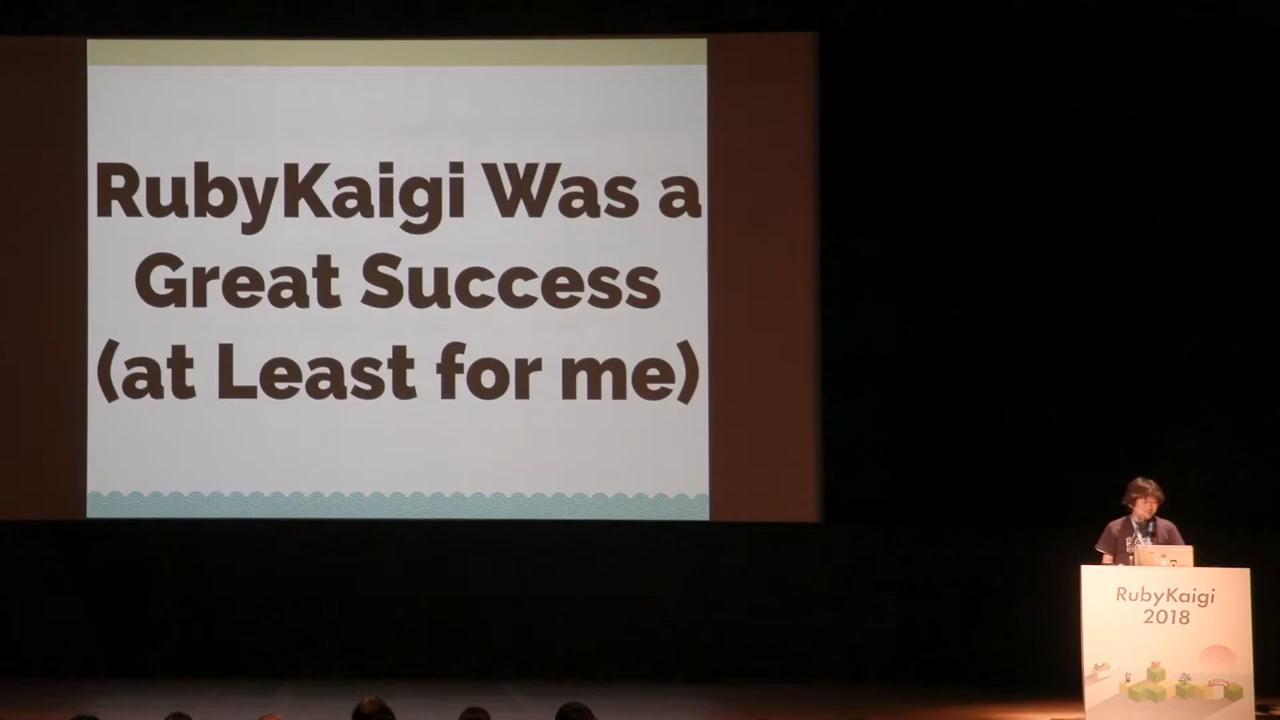 RubyKaigi Was a
Great Success
(at Least for me)
RubyKaigi
2018